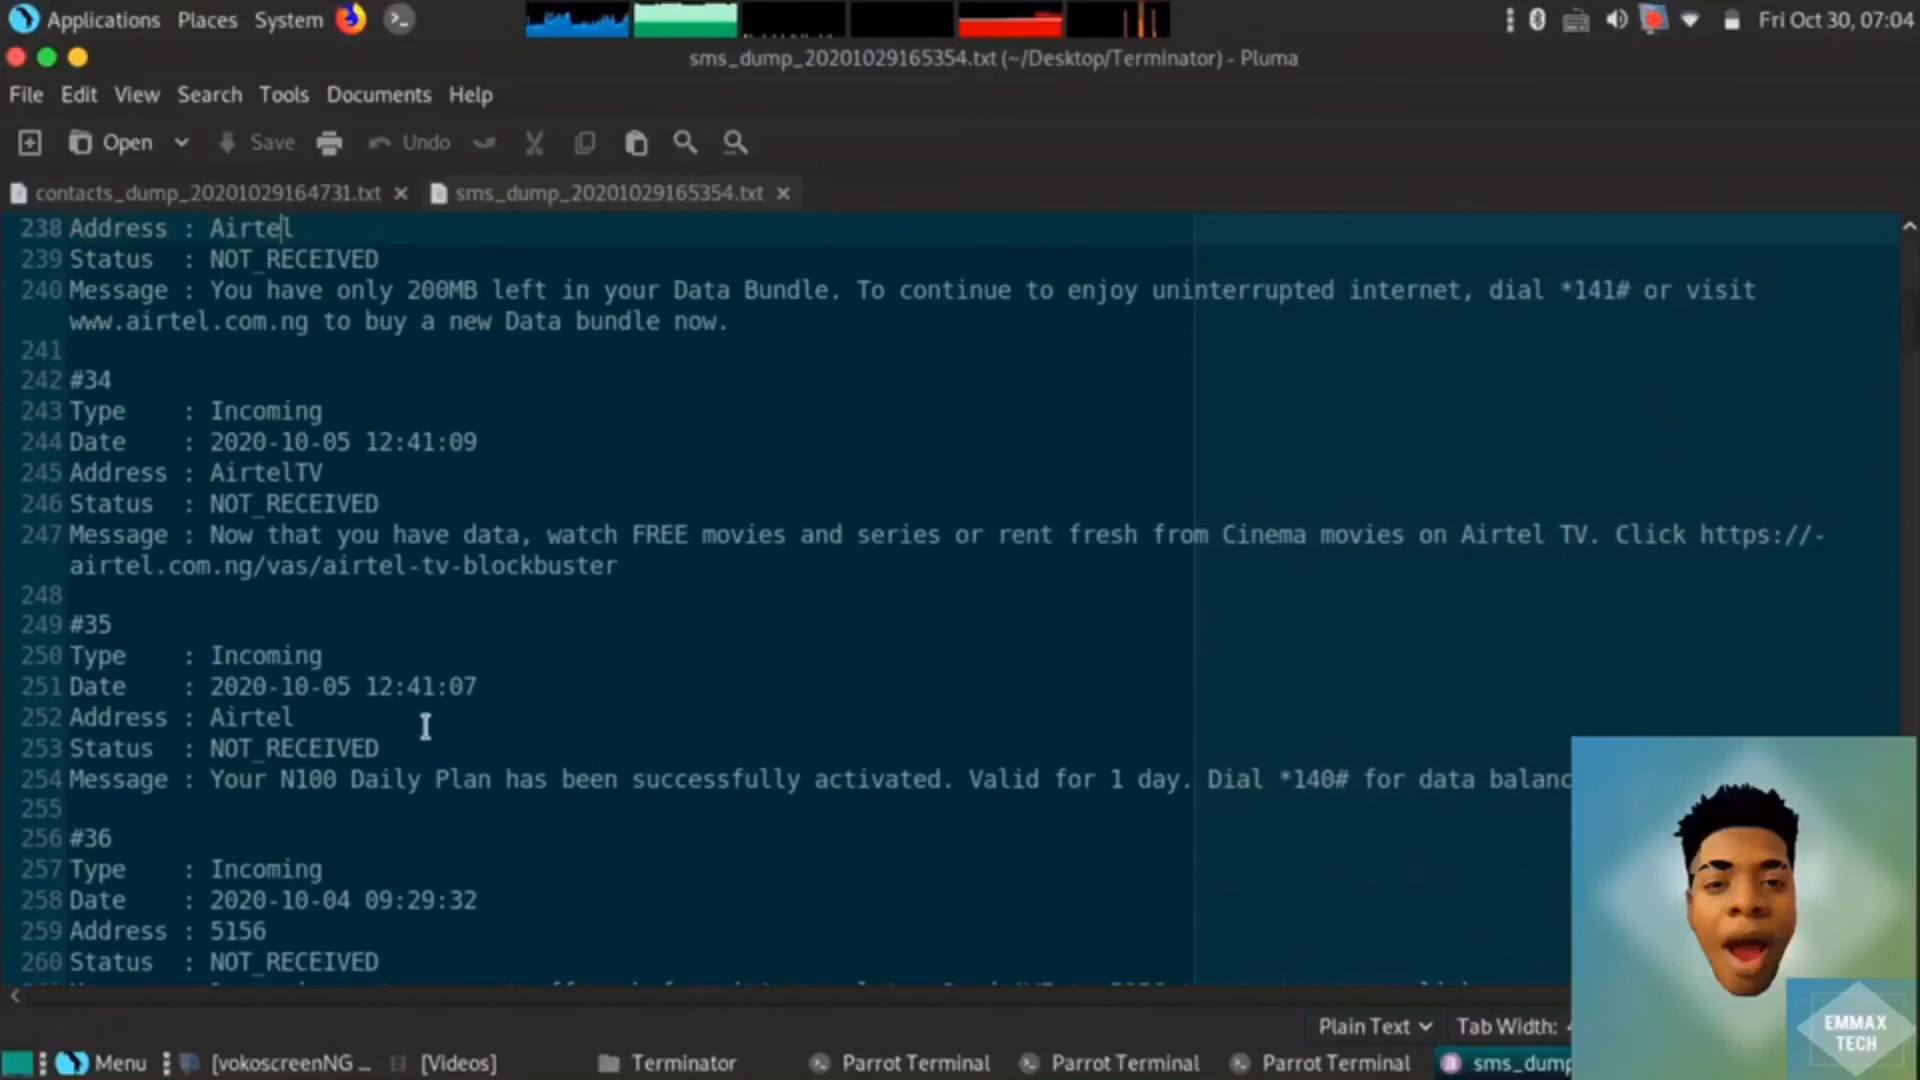 Applications Places System Fri Oct 30, 07:04
sms_dump_20201029165354.txt (~/Desktop/Terminator) - Pluma
File Edit View Search Tools Documents Help
Open Save Undo
contacts_dump_20201029164731.txt × sms_dump_20201029165354.txt ×
238 Address : Airtel
239 Status : NOT_RECEIVED
240 Message : You have only 200MB left in your Data Bundle. To continue to enjoy uninterrupted internet, dial *141# or visit
www.airtel.com.ng to buy a new Data bundle now.
241
242 #34
243 Type : Incoming
244 Date : 2020-10-05 12:41:09
245 Address : AirtelTV
246 Status : NOT_RECEIVED
247 Message : Now that you have data, watch FREE movies and series or rent fresh from Cinema movies on Airtel TV. Click https://-
airtel.com.ng/vas/airtel-tv-blockbuster
248
249 #35
250 Type : Incoming
251 Date : 2020-10-05 12:41:07
252 Address : Airtel
253 Status : NOT_RECEIVED
254 Message : Your N100 Daily Plan has been successfully activated. Valid for 1 day. Dial *140# for data balanc
255
256 #36
257 Type : Incoming
258 Date : 2020-10-04 09:29:32
259 Address : 5156
260 Status : NOT_RECEIVED
Plain Text Tab Width:
EMMAX
TECH
Menu [vokoscreenNG ... [Videos] Terminator Parrot Terminal Parrot Terminal Parrot Terminal sms_dump